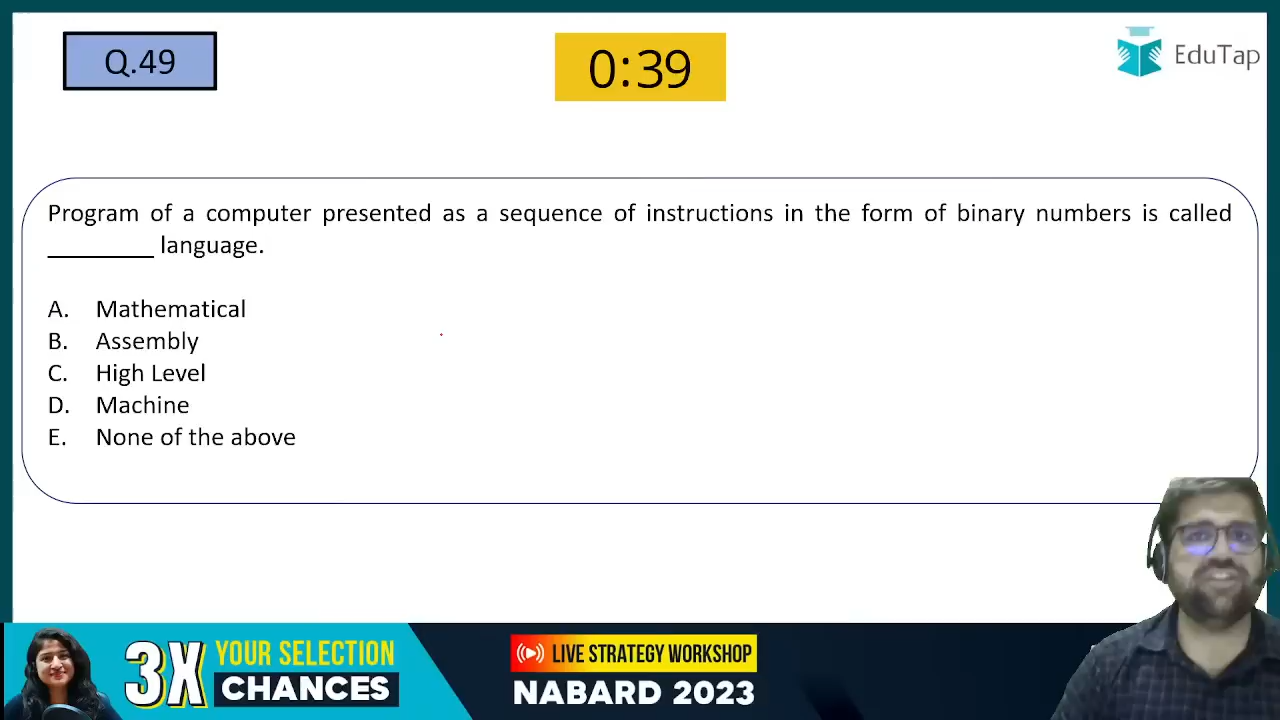 Q.49
0:39
EduTap
Program of a computer presented as a sequence of instructions in the form of binary numbers is called
________ language.
A. Mathematical
B. Assembly
C. High Level
D. Machine
E. None of the above
3X YOUR SELECTION
CHANCES
LIVE STRATEGY WORKSHOP
NABARD 2023